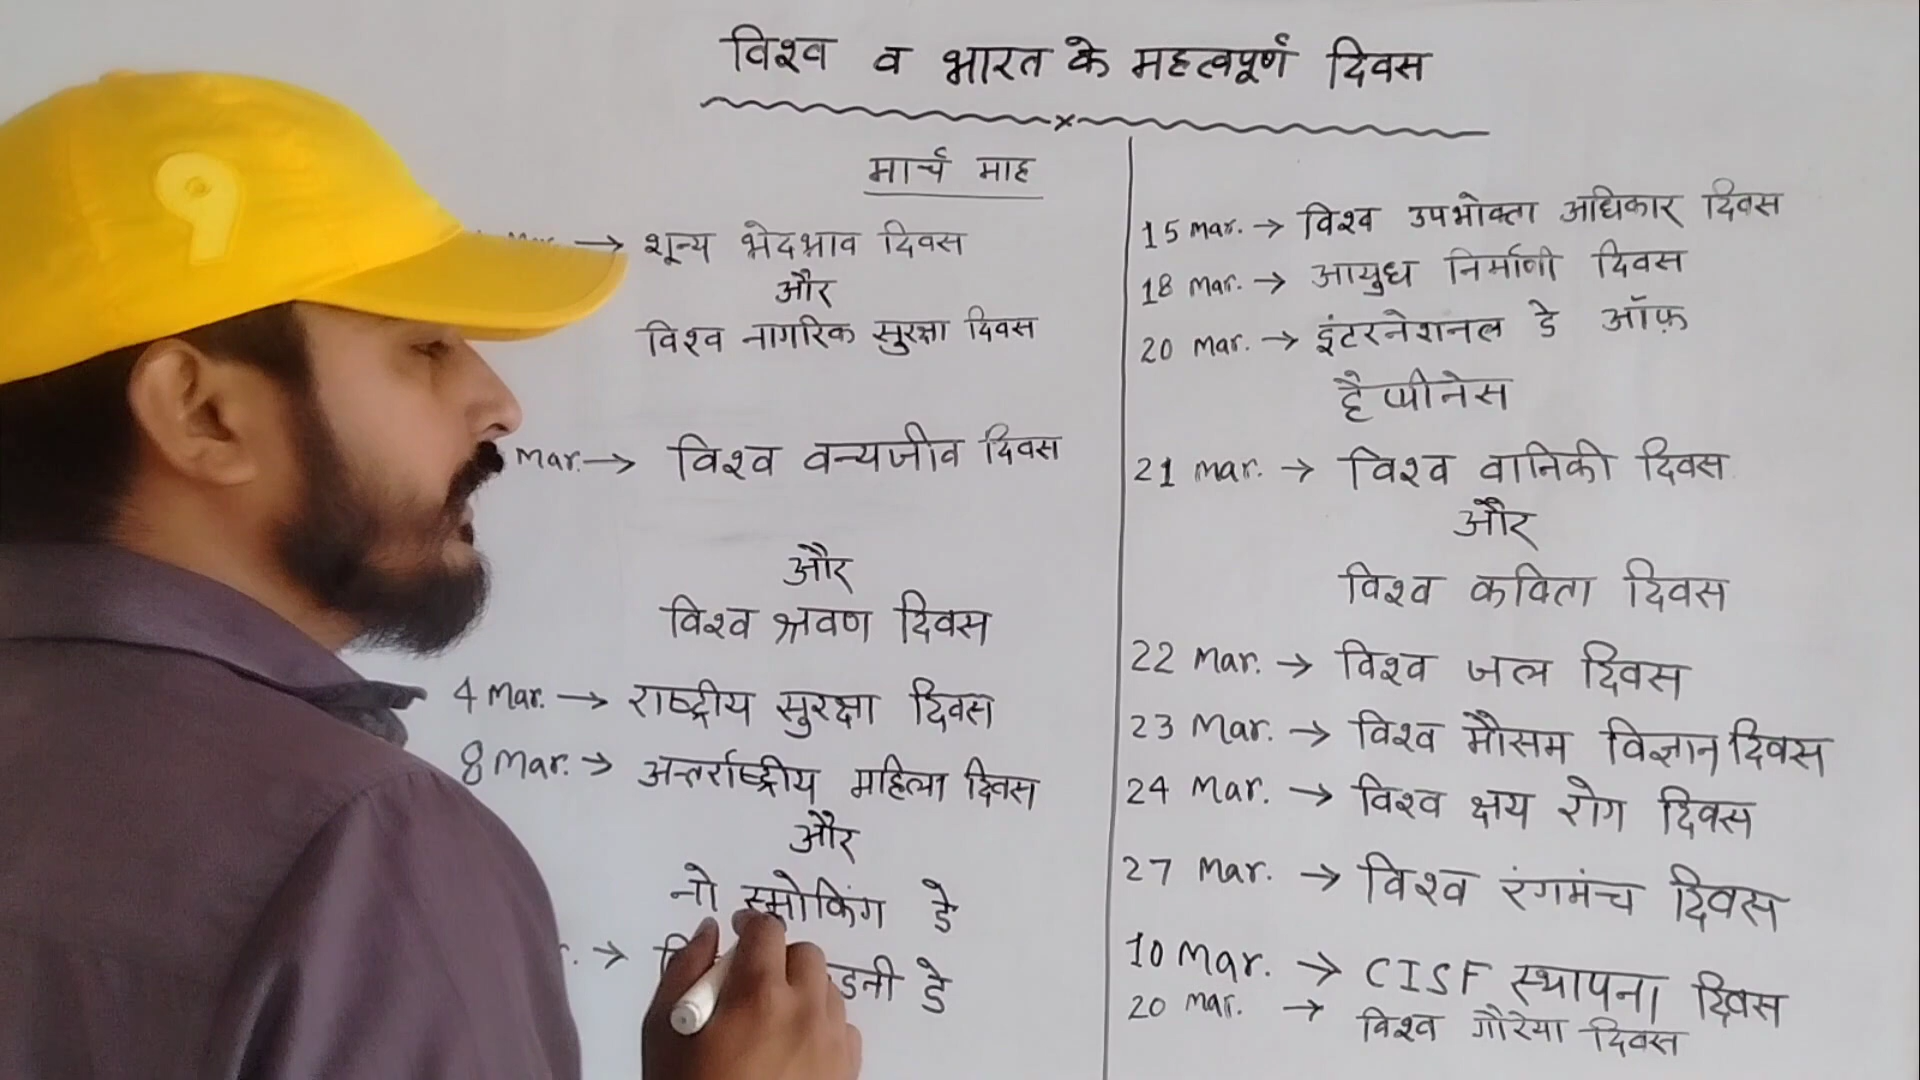 विश्व व भारत के महत्वपूर्ण दिवस
मार्च माह
→ शून्य भेदभाव दिवस
और
विश्व नागरिक सुरक्षा दिवस
Mar. → विश्व वन्यजीव दिवस
और
विश्व श्रवण दिवस
4 Mar. → राष्ट्रीय सुरक्षा दिवस
8 Mar. → अन्तर्राष्ट्रीय महिला दिवस
और
नो स्मोकिंग डे
→ डनी डे
15 Mar. → विश्व उपभोक्ता अधिकार दिवस
18 Mar. → आयुध निर्माणी दिवस
20 Mar. → इंटरनेशनल डे ऑफ़
हैप्पीनेस
21 Mar. → विश्व वानिकी दिवस
और
विश्व कविता दिवस
22 Mar. → विश्व जल दिवस
23 Mar. → विश्व मौसम विज्ञान दिवस
24 Mar. → विश्व क्षय रोग दिवस
27 Mar. → विश्व रंगमंच दिवस
10 Mar. → CISF स्थापना दिवस
20 Mar. → विश्व गौरेया दिवस
9